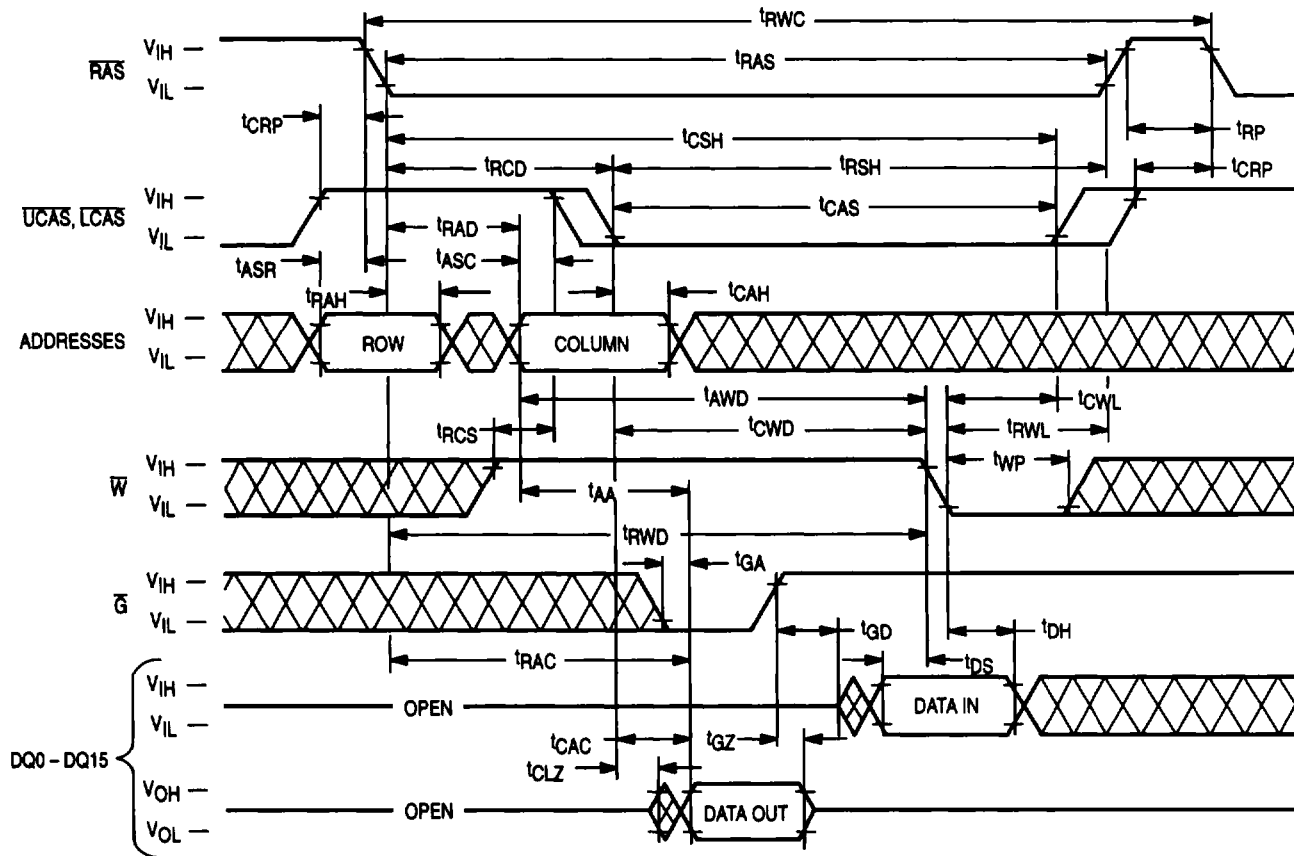 tRWC
VIH
RAS
VIL
tRAS
tCRP
tRP
tCSH
tRCD
tRSH
tCRP
VIH
UCAS, LCAS
VIL
tCAS
tRAD
tASR
tASC
tRAH
tCAH
VIH
ADDRESSES
VIL
ROW
COLUMN
tAWD
tCWL
tRCS
tCWD
tRWL
VIH
W
VIL
tWP
tAA
tRWD
tGA
VIH
G
VIL
tGD
tDH
tRAC
tDS
VIH
VIL
OPEN
DATA IN
DQ0 – DQ15
tCAC
tGZ
tCLZ
VOH
VOL
OPEN
DATA OUT